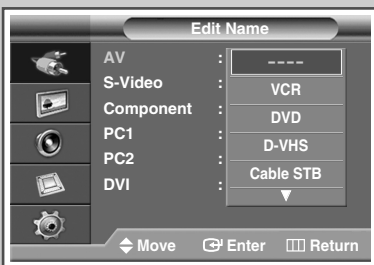 Edit Name
AV : ----
S-Video : VCR
Component : DVD
PC1 : D-VHS
PC2 : Cable STB
DVI : ▼
Move Enter Return